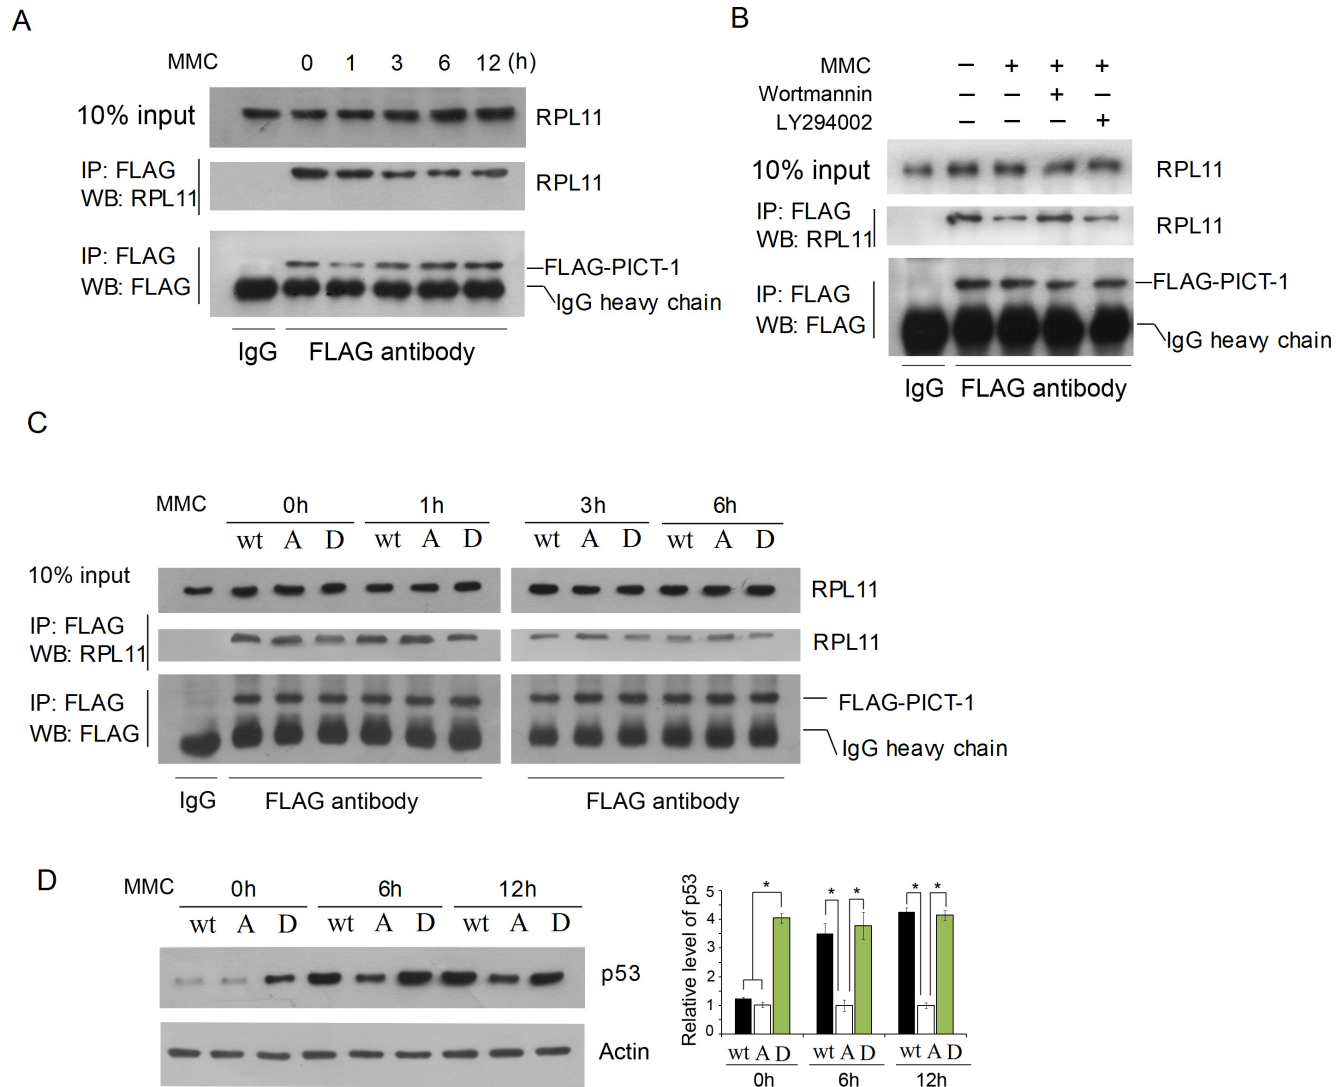 A
MMC 0 1 3 6 12 (h)
10% input RPL11
IP: FLAG
WB: RPL11
RPL11
IP: FLAG
WB: FLAG
FLAG-PICT-1
IgG heavy chain
IgG FLAG antibody
B
MMC − + + +
Wortmannin − − + −
LY294002 − − − +
10% input RPL11
IP: FLAG
WB: RPL11
RPL11
IP: FLAG
WB: FLAG
FLAG-PICT-1
IgG heavy chain
IgG FLAG antibody
C
MMC 0h 1h 3h 6h
wt A D wt A D wt A D wt A D
10% input RPL11
IP: FLAG
WB: RPL11
RPL11
IP: FLAG
WB: FLAG
FLAG-PICT-1
IgG heavy chain
IgG FLAG antibody FLAG antibody
D
MMC 0h 6h 12h
wt A D wt A D wt A D
p53
Actin
Relative level of p53
5
4
3
2
1
0
* * * * *
wt A D wt A D wt A D
0h 6h 12h